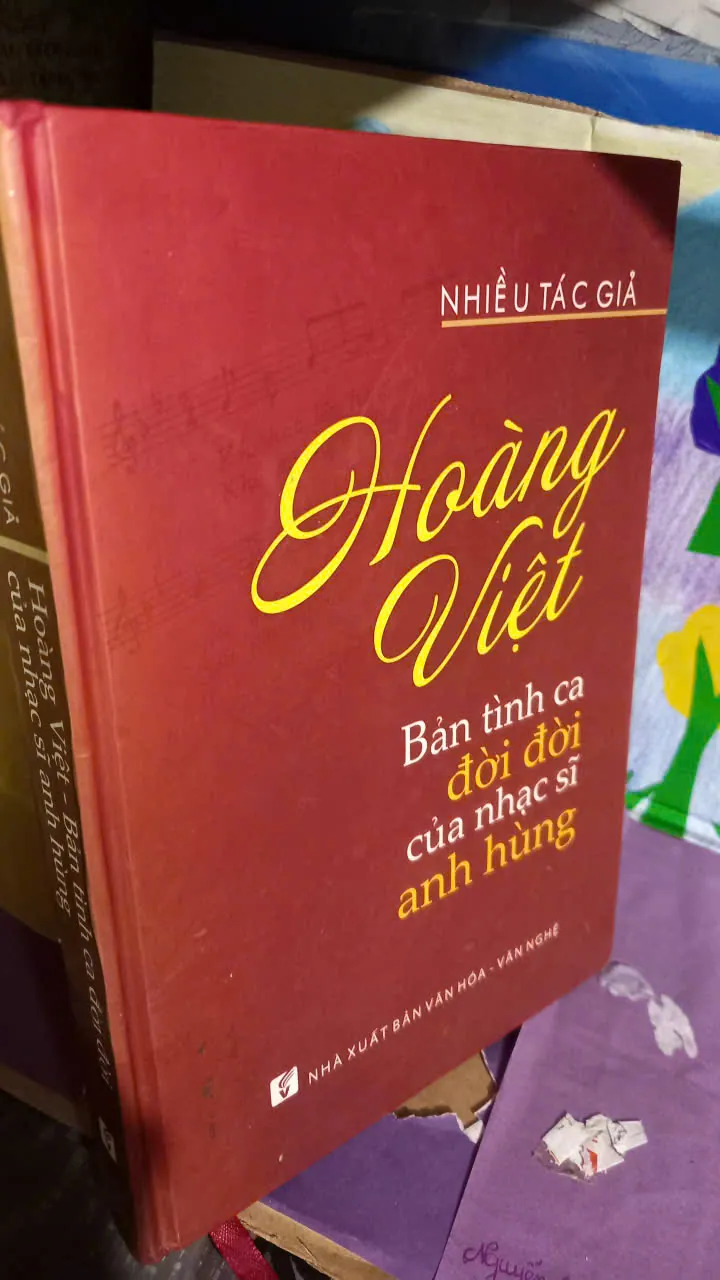 NHIỀU TÁC GIẢ
Hoàng
Việt
Bản tình ca
đời đời
của nhạc sĩ
anh hùng
NHÀ XUẤT BẢN VĂN HÓA - VĂN NGHỆ
GIẢ
Hoàng Việt - Bản tình ca đời đời
của nhạc sĩ anh hùng